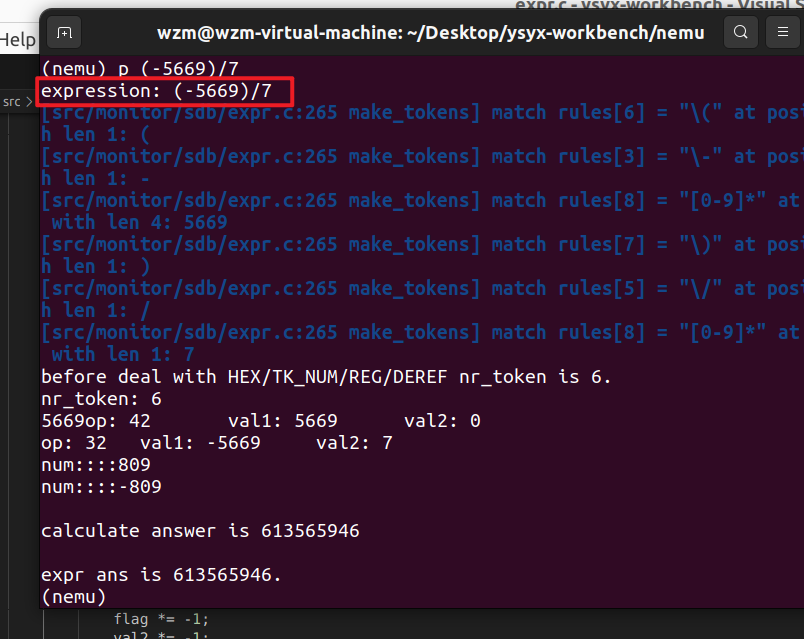 expr.c - ysyx-workbench - Visual S
Help
wzm@wzm-virtual-machine: ~/Desktop/ysyx-workbench/nemu
(nemu) p (-5669)/7
src > expression: (-5669)/7
[src/monitor/sdb/expr.c:265 make_tokens] match rules[6] = "\(" at posi
h len 1: (
[src/monitor/sdb/expr.c:265 make_tokens] match rules[3] = "\-" at posi
h len 1: -
[src/monitor/sdb/expr.c:265 make_tokens] match rules[8] = "[0-9]*" at
with len 4: 5669
[src/monitor/sdb/expr.c:265 make_tokens] match rules[7] = "\)" at posi
h len 1: )
[src/monitor/sdb/expr.c:265 make_tokens] match rules[5] = "\/" at posi
h len 1: /
[src/monitor/sdb/expr.c:265 make_tokens] match rules[8] = "[0-9]*" at
with len 1: 7
before deal with HEX/TK_NUM/REG/DEREF nr_token is 6.
nr_token: 6
5669op: 42 val1: 5669 val2: 0
op: 32 val1: -5669 val2: 7
num::::809
num::::-809
calculate answer is 613565946
expr ans is 613565946.
(nemu)
flag *= -1;
val2 *= -1;